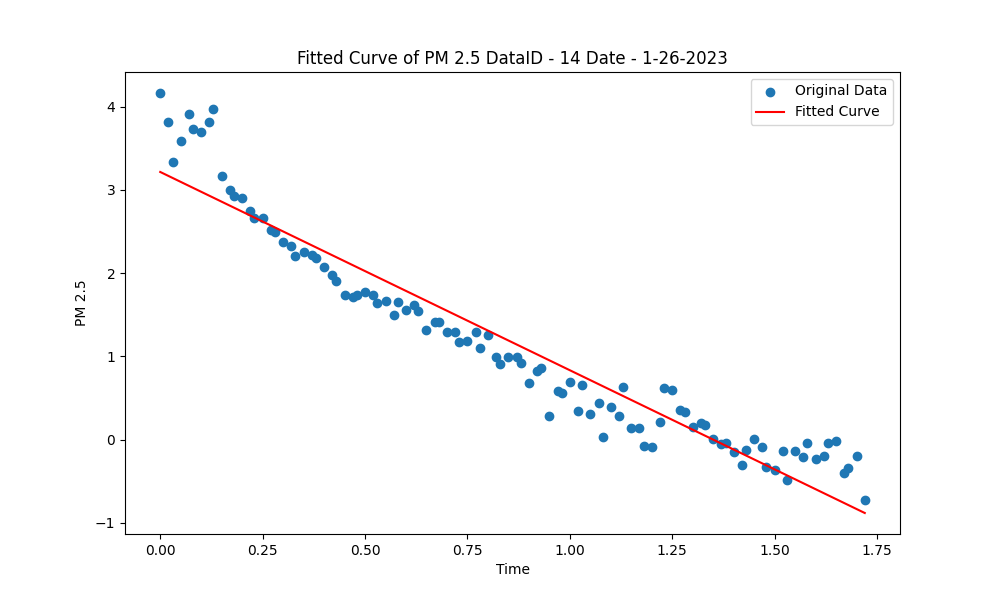 Fitted Curve of PM 2.5 DataID - 14 Date - 1-26-2023
Original Data
Fitted Curve
PM 2.5
4
3
2
1
0
−1
0.00 0.25 0.50 0.75 1.00 1.25 1.50 1.75
Time